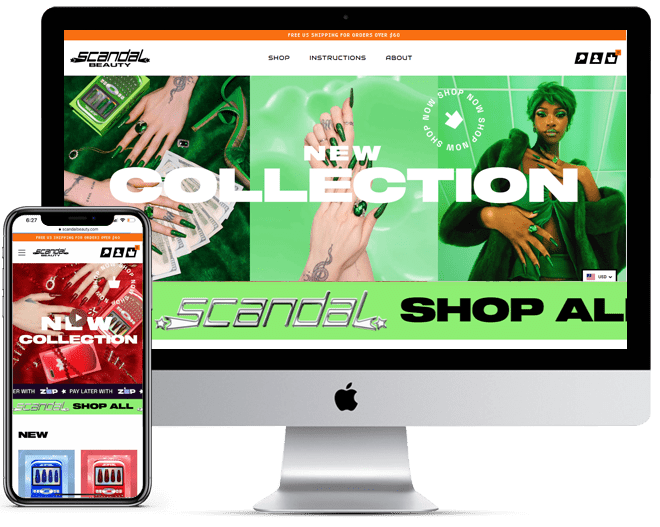 FREE US SHIPPING FOR ORDERS OVER $60
scandal
BEAUTY
SHOP INSTRUCTIONS ABOUT
SHOP NOW SHOP NOW SHOP NOW
NEW
COLLECTION
USD
scandal SHOP ALL
6:27
scandalbeauty.com
FREE US SHIPPING FOR ORDERS OVER $60
scandal
BEAUTY
NEW
COLLECTION
ER WITH ZIP PAY LATER WITH ZIP
scandal SHOP ALL
NEW